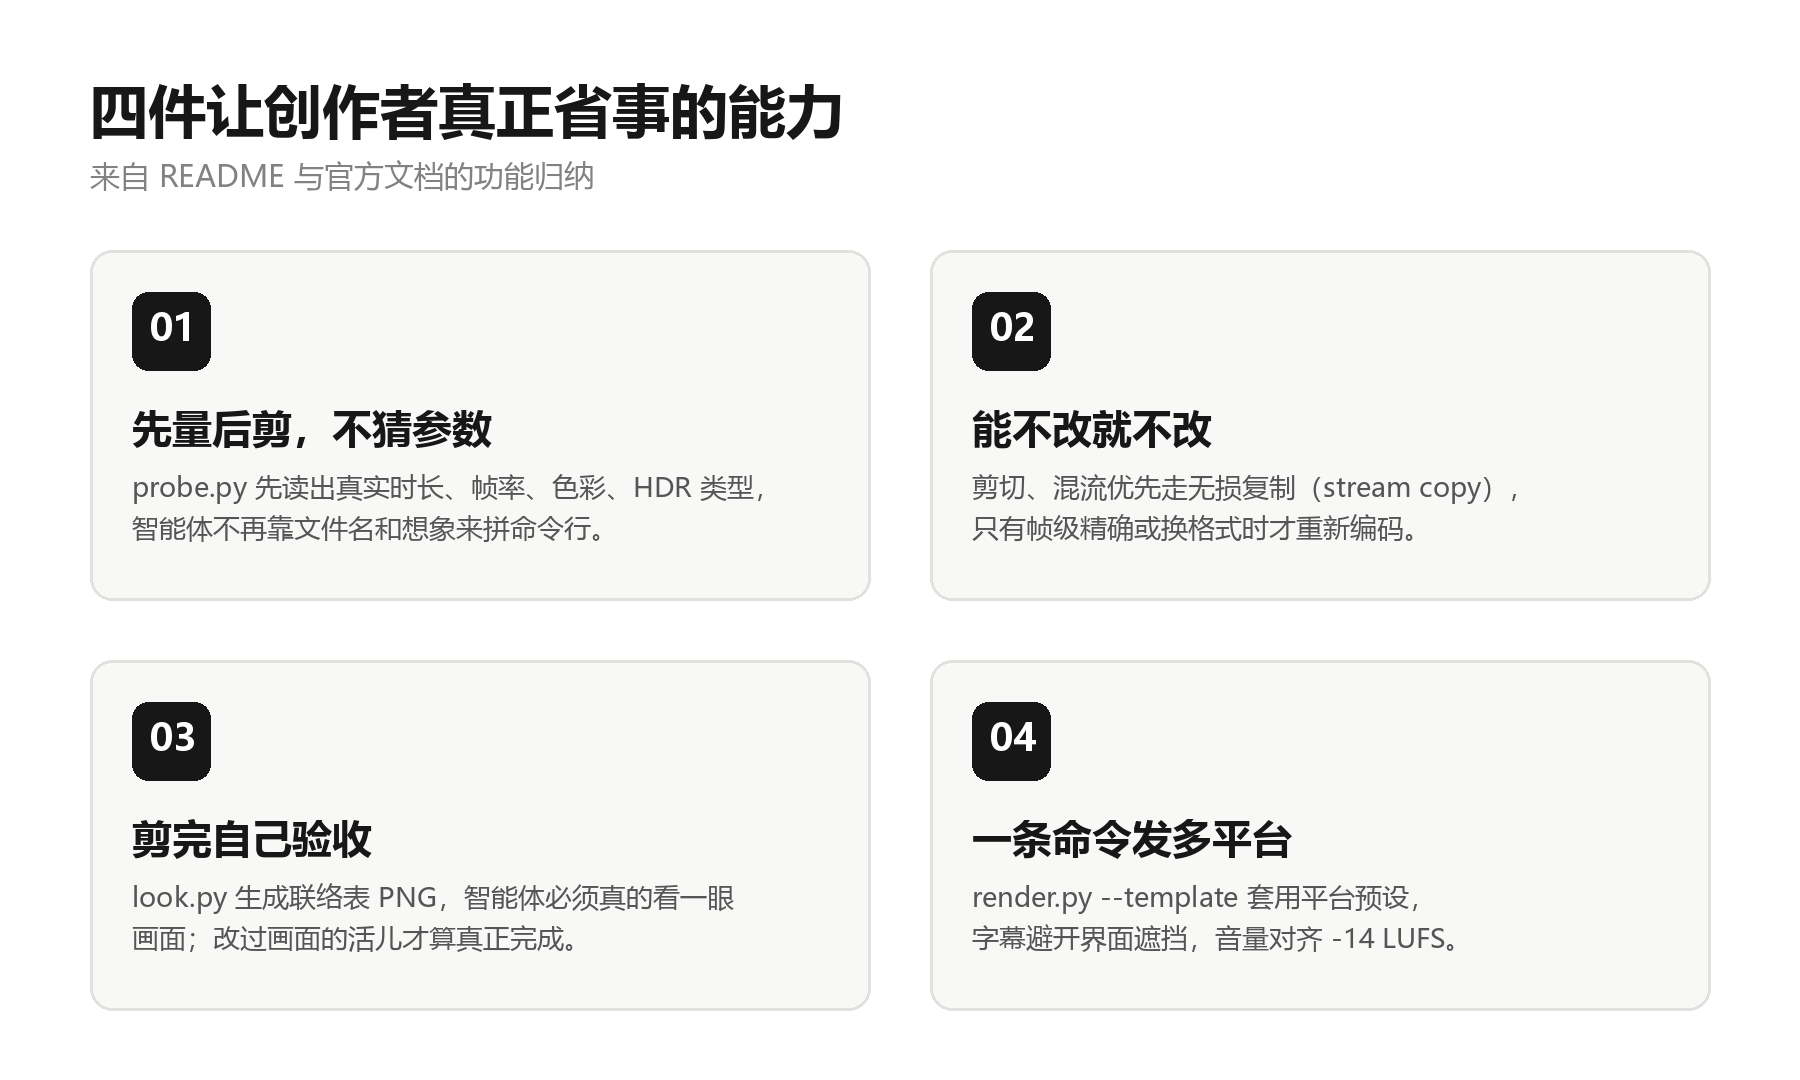 四件让创作者真正省事的能力
来自 README 与官方文档的功能归纳
01
先量后剪，不猜参数
probe.py 先读出真实时长、帧率、色彩、HDR 类型，
智能体不再靠文件名和想象来拼命令行。
02
能不改就不改
剪切、混流优先走无损复制（stream copy），
只有帧级精确或换格式时才重新编码。
03
剪完自己验收
look.py 生成联络表 PNG，智能体必须真的看一眼
画面；改过画面的活儿才算真正完成。
04
一条命令发多平台
render.py --template 套用平台预设，
字幕避开界面遮挡，音量对齐 -14 LUFS。